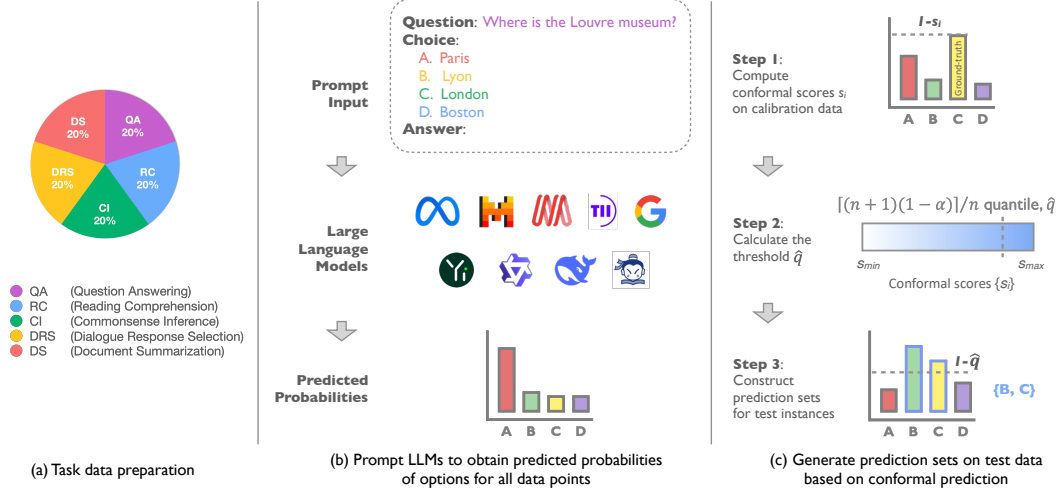 QA
20%
RC
20%
CI
20%
DRS
20%
DS
20%
QA (Question Answering)
RC (Reading Comprehension)
CI (Commonsense Inference)
DRS (Dialogue Response Selection)
DS (Document Summarization)
(a) Task data preparation
Prompt
Input
Question: Where is the Louvre museum?
Choice:
A. Paris
B. Lyon
C. London
D. Boston
Answer:
Large
Language
Models
TII
Yi
Predicted
Probabilities
A B C D
(b) Prompt LLMs to obtain predicted probabilities
of options for all data points
Step 1:
Compute
conformal scores sᵢ
on calibration data
1-sᵢ
Ground-truth
A B C D
Step 2:
Calculate the
threshold q̂
⌈(n + 1)(1 − α)⌉/n quantile, q̂
s_min s_max
Conformal scores {sᵢ}
Step 3:
Construct
prediction sets
for test instances
1-q̂
{B, C}
A B C D
(c) Generate prediction sets on test data
based on conformal prediction